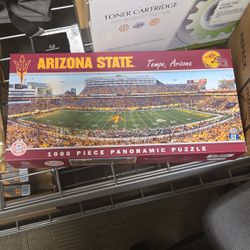 TONER CARTRIDGE
ARIZONA STATE
Tempe, Arizona
1000 PIECE PANORAMIC PUZZLE